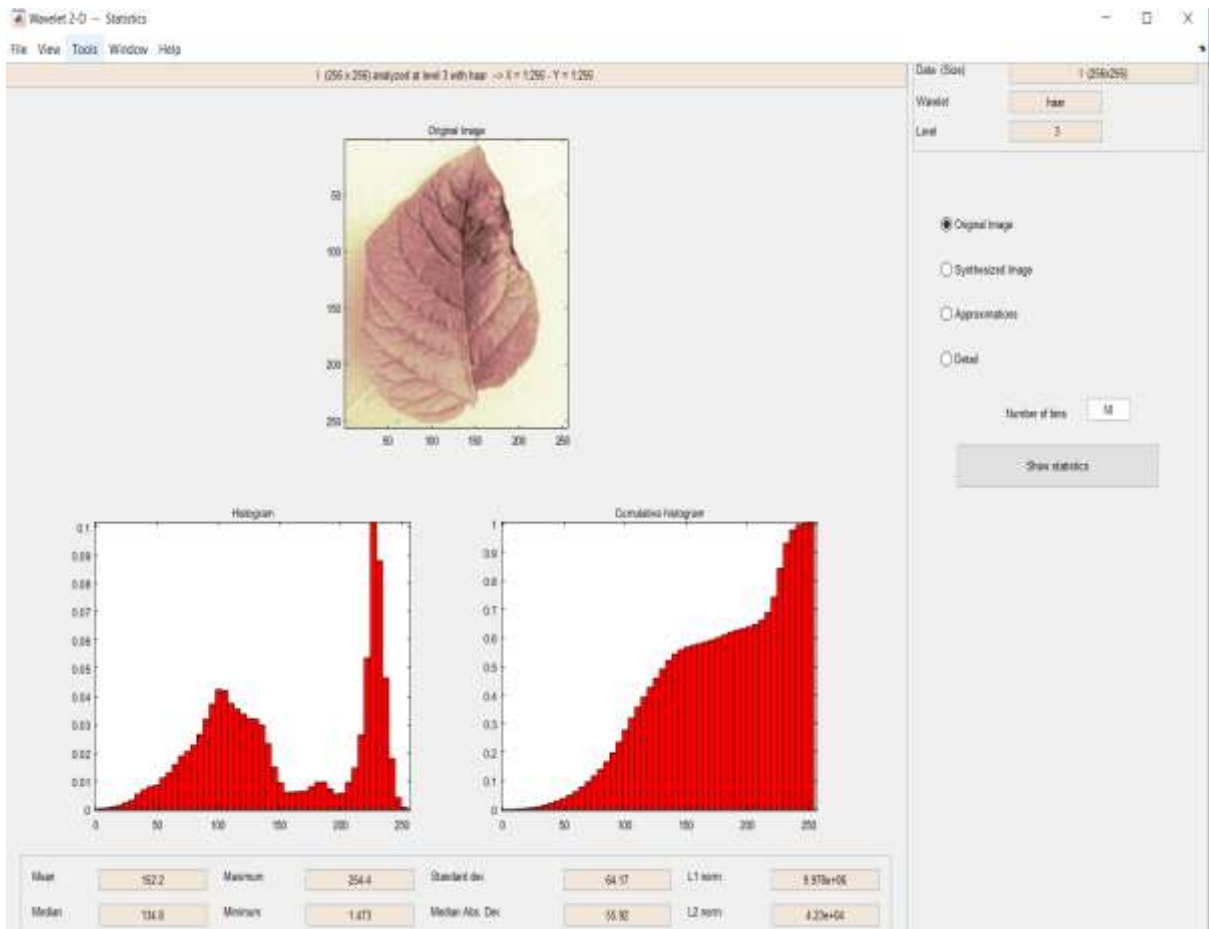 Wavelet 2-D -- Statistics
File View Tools Window Help
I (256 x 256) analyzed at level 3 with haar --> X = 1:256 - Y = 1:256
Data (Size) I (256x256)
Wavelet haar
Level 3
Original Image
50
100
150
200
250
50 100 150 200 250
Original Image
Synthesized Image
Approximations
Detail
Number of bins 50
Show statistics
Histogram
0.1
0.09
0.08
0.07
0.06
0.05
0.04
0.03
0.02
0.01
0
0 50 100 150 200 250
Cumulative histogram
1
0.9
0.8
0.7
0.6
0.5
0.4
0.3
0.2
0.1
0
0 50 100 150 200 250
Mean 152.2 Maximum 254.4 Standard dev. 64.17 L1 norm 9.978e+06
Median 134.8 Minimum 1.473 Median Abs. Dev. L2 norm 4.23e+04